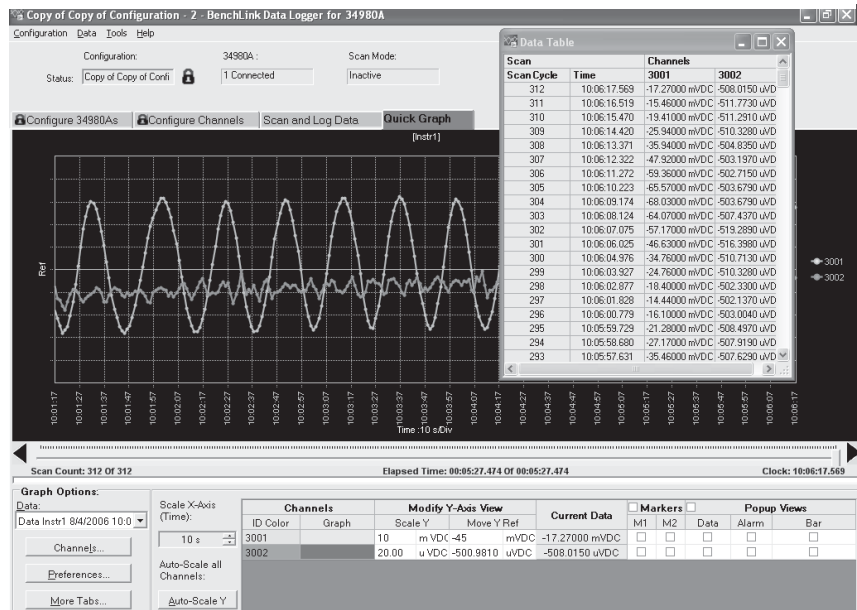 Copy of Copy of Configuration - 2 - BenchLink Data Logger for 34980A
Configuration Data Tools Help
Configuration: 34980A : Scan Mode:
Status: Copy of Copy of Confi 1 Connected Inactive
Configure 34980As Configure Channels Scan and Log Data Quick Graph
[Instr1]
Data Table
Scan Channels
Scan Cycle Time 3001 3002
312 10:06:17.569 -17.27000 mVDC -508.0150 uVD
311 10:06:16.519 -15.46000 mVDC -511.7730 uVD
310 10:06:15.470 -19.41000 mVDC -511.2910 uVD
309 10:06:14.420 -25.94000 mVDC -510.3280 uVD
308 10:06:13.371 -35.94000 mVDC -504.8350 uVD
307 10:06:12.322 -47.92000 mVDC -503.1970 uVD
306 10:06:11.272 -59.36000 mVDC -502.7150 uVD
305 10:06:10.223 -65.57000 mVDC -503.6790 uVD
304 10:06:09.174 -68.03000 mVDC -503.6790 uVD
303 10:06:08.124 -64.07000 mVDC -507.4370 uVD
302 10:06:07.075 -57.17000 mVDC -519.2890 uVD
301 10:06:06.025 -46.63000 mVDC -516.3980 uVD
300 10:06:04.976 -34.76000 mVDC -510.7130 uVD
299 10:06:03.927 -24.76000 mVDC -510.3280 uVD
298 10:06:02.877 -18.40000 mVDC -502.3300 uVD
297 10:06:01.828 -14.44000 mVDC -502.1370 uVD
296 10:06:00.779 -16.10000 mVDC -503.0040 uVD
295 10:05:59.729 -21.28000 mVDC -508.4970 uVD
294 10:05:58.680 -27.17000 mVDC -507.9190 uVD
293 10:05:57.631 -35.46000 mVDC -507.6290 uVD
Ref
3001
3002
10:01:17 10:01:27 10:01:37 10:01:47 10:01:57 10:02:07 10:02:17 10:02:27 10:02:37 10:02:47 10:02:57 10:03:07 10:03:17 10:03:27 10:03:37 10:03:47 10:03:57 10:04:07 10:04:17 10:04:27 10:04:37 10:04:47 10:04:57 10:05:07 10:05:17 10:05:27 10:05:37 10:05:47 10:05:57 10:06:07 10:06:17
Time :10 s/Div
Scan Count: 312 Of 312 Elapsed Time: 00:05:27.474 Of 00:05:27.474 Clock: 10:06:17.569
Graph Options:
Data:
Data Instr1 8/4/2006 10:0
Channels...
Preferences...
More Tabs...
Scale X-Axis
(Time):
10 s
Auto-Scale all
Channels:
Auto-Scale Y
Channels Modify Y-Axis View Current Data Markers Popup Views
ID Color Graph Scale Y Move Y Ref M1 M2 Data Alarm Bar
3001 10 m VDC -45 mVDC -17.27000 mVDC
3002 20.00 u VDC -500.9810 uVDC -508.0150 uVDC